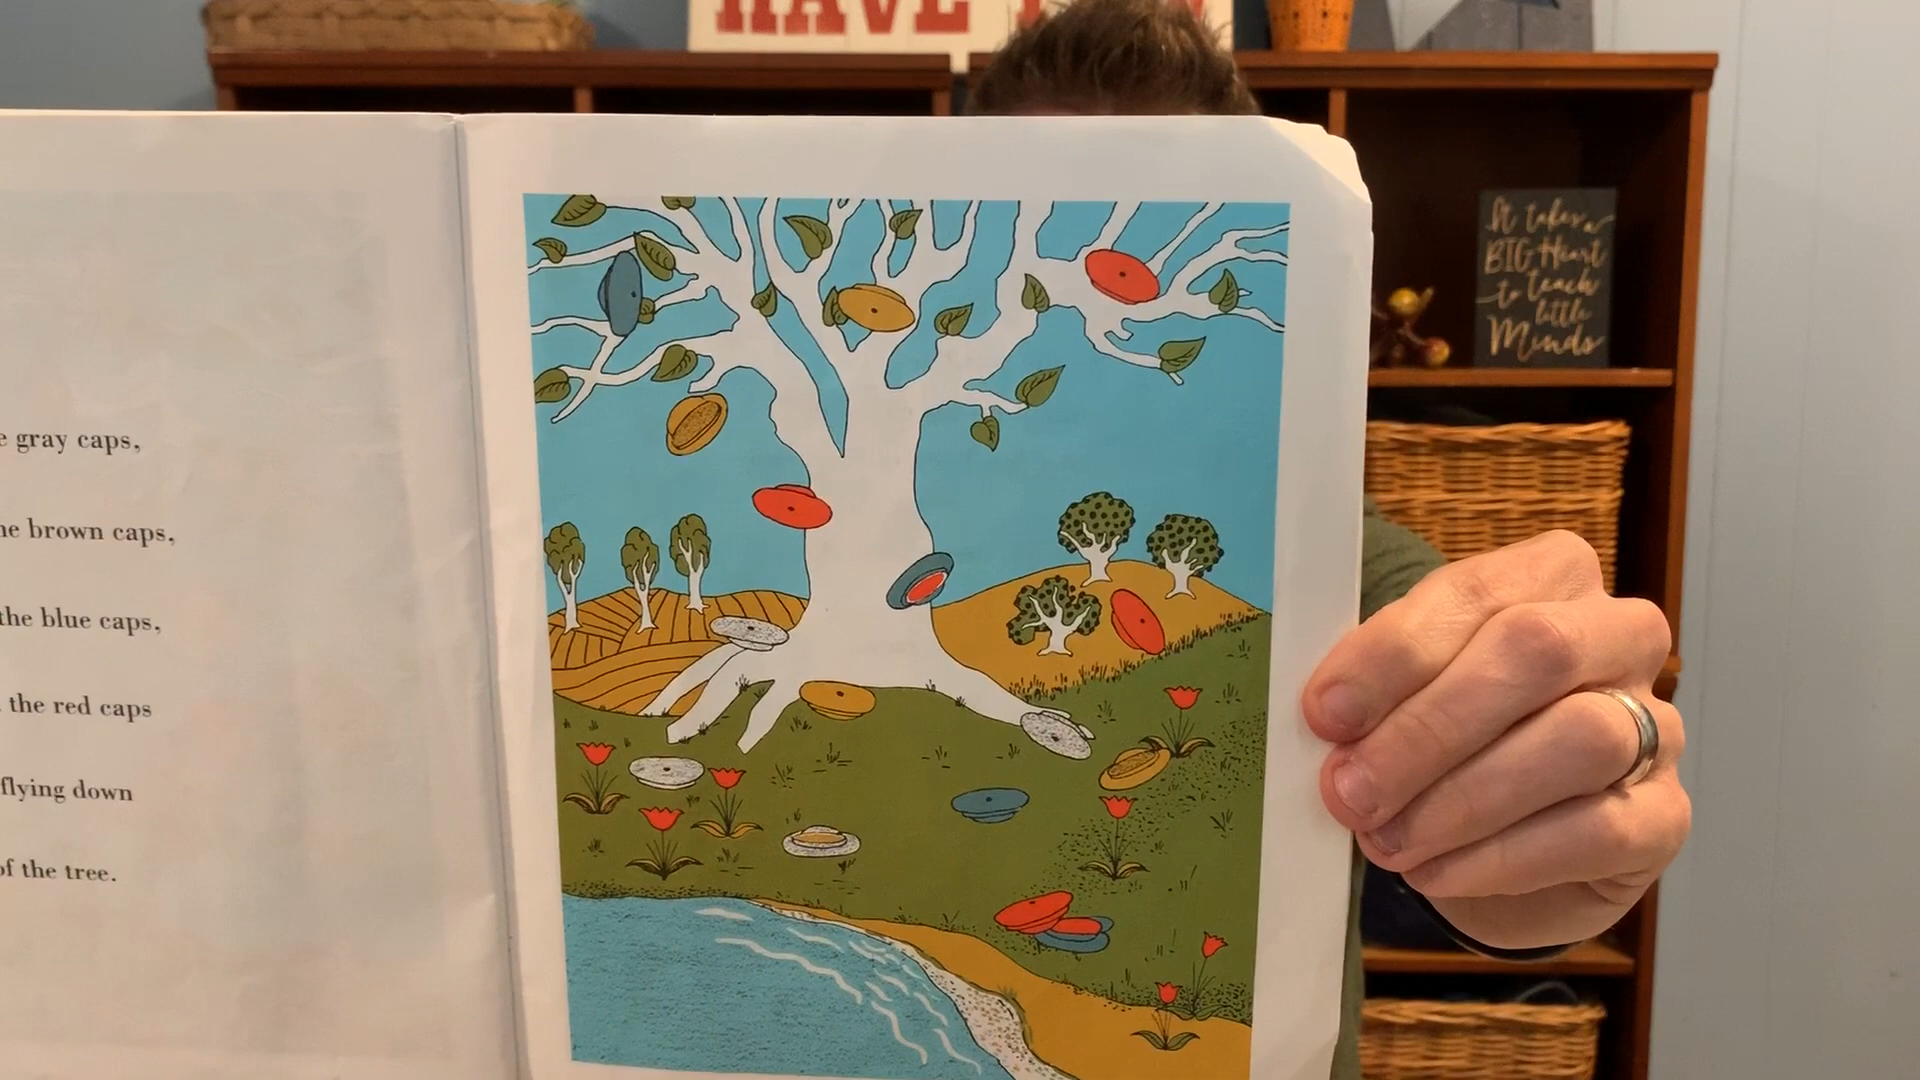 HAVE
gray caps,
brown caps,
the blue caps,
the red caps
flying down
of the tree.
It takes a
BIG Heart
to teach
little
Minds